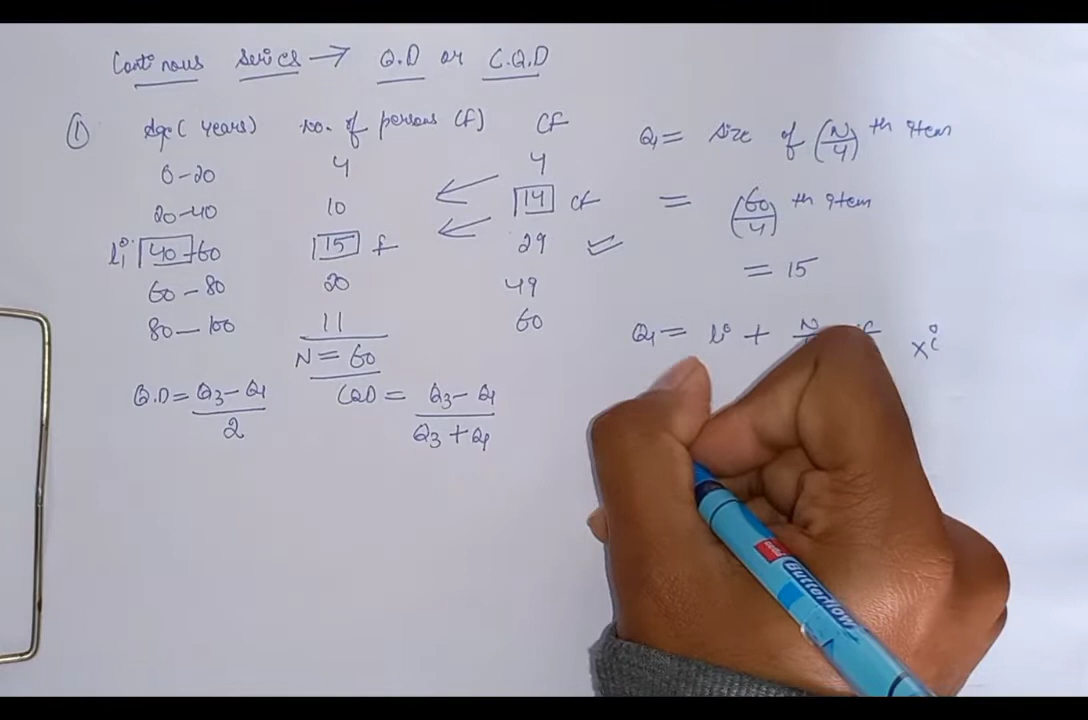 Continous Series → Q.D or C.Q.D
① Age (years) no. of persons (f) CF
0-20 4 4
20-40 10 14 CF
l₁ 40-60 15 f 29 ✓
60-80 20 49
80-100 11 60
N = 60
Q.D = Q₃ - Q₁ / 2
CQD = Q₃ - Q₁ / Q₃ + Q₁
Q₁ = Size of (N/4) th item
= (60/4) th item
= 15
Q₁ = l₁ + N × i
cello
Butterflow